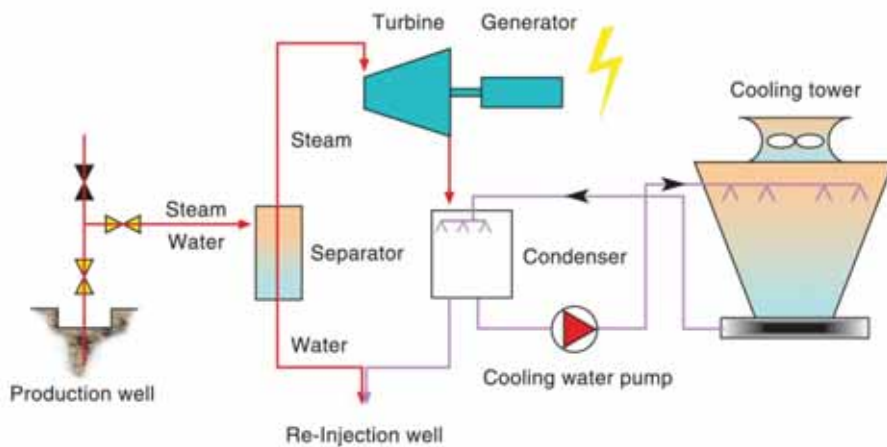 Turbine
Generator
Cooling tower
Steam
Steam
Water
Separator
Condenser
Water
Production well
Cooling water pump
Re-Injection well